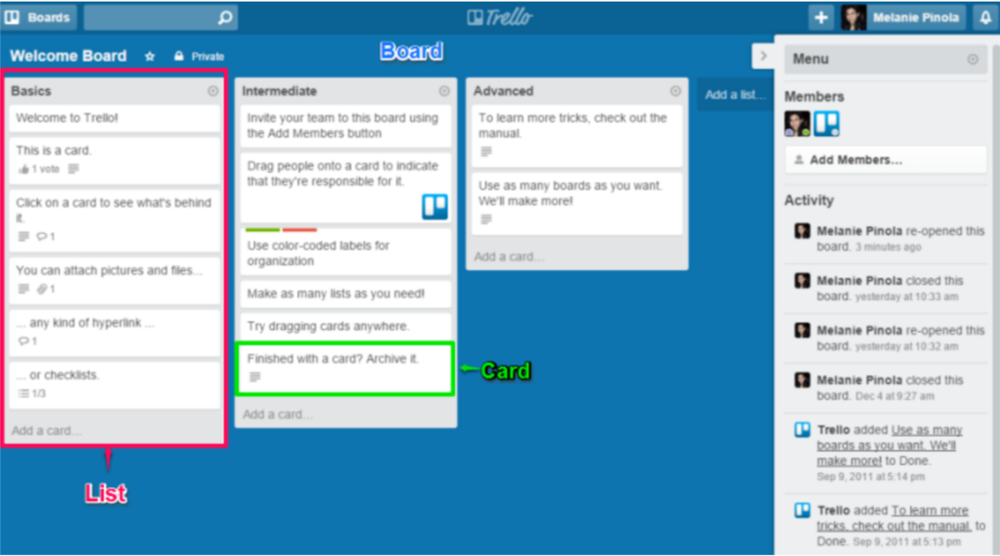 Boards
Trello
Melanie Pinola
Welcome Board
Private
Board
Basics
Welcome to Trello!
This is a card.
1 vote
Click on a card to see what's behind
it.
1
You can attach pictures and files...
1
... any kind of hyperlink ...
1
... or checklists.
1/3
Add a card...
List
Intermediate
Invite your team to this board using
the Add Members button
Drag people onto a card to indicate
that they're responsible for it.
Use color-coded labels for
organization
Make as many lists as you need!
Try dragging cards anywhere.
Finished with a card? Archive it.
Card
Add a card...
Advanced
To learn more tricks, check out the
manual.
Use as many boards as you want.
We'll make more!
Add a card...
Add a list...
Menu
Members
Add Members...
Activity
Melanie Pinola re-opened this
board. 3 minutes ago
Melanie Pinola closed this
board. yesterday at 10:33 am
Melanie Pinola re-opened this
board. yesterday at 10:32 am
Melanie Pinola closed this
board. Dec 4 at 9:27 am
Trello added Use as many
boards as you want. We'll
make more! to Done.
Sep 9, 2011 at 5:14 pm
Trello added To learn more
tricks, check out the manual. to
Done. Sep 9, 2011 at 5:13 pm